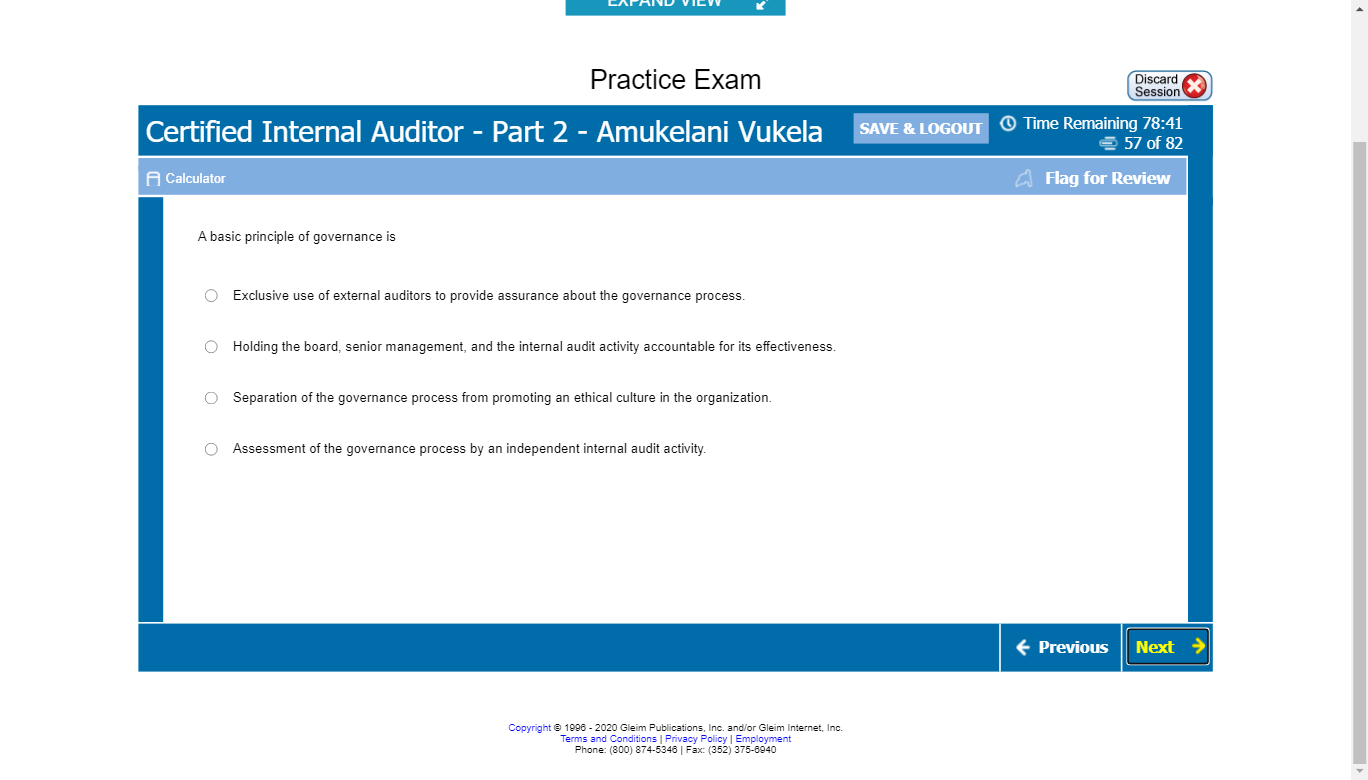 EXPAND VIEW
Practice Exam
Discard
Session
Certified Internal Auditor - Part 2 - Amukelani Vukela
SAVE & LOGOUT
Time Remaining 78:41
57 of 82
Calculator
Flag for Review
A basic principle of governance is
Exclusive use of external auditors to provide assurance about the governance process.
Holding the board, senior management, and the internal audit activity accountable for its effectiveness.
Separation of the governance process from promoting an ethical culture in the organization.
Assessment of the governance process by an independent internal audit activity.
Previous
Next
Copyright © 1996 - 2020 Gleim Publications, Inc. and/or Gleim Internet, Inc.
Terms and Conditions | Privacy Policy | Employment
Phone: (800) 874-5346 | Fax: (352) 375-6940